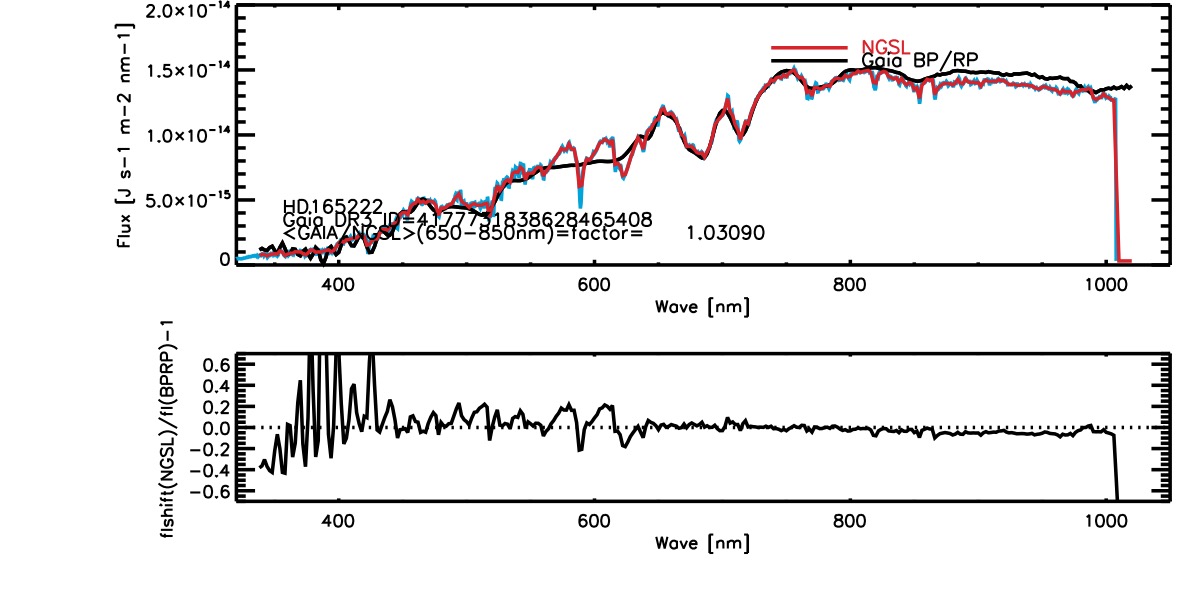 2.0×10⁻¹⁴
1.5×10⁻¹⁴
1.0×10⁻¹⁴
5.0×10⁻¹⁵
0
Flux [J s−1 m−2 nm−1]
NGSL
Gaia BP/RP
HD165222
Gaia DR3 ID=
<GAIA/NGSL>(650−850nm)=factor= 1.03090
400 600 800 1000
Wave [nm]
0.6
0.4
0.2
0.0
−0.2
−0.4
−0.6
flshift(NGSL)/fl(BPRP)−1
400 600 800 1000
Wave [nm]